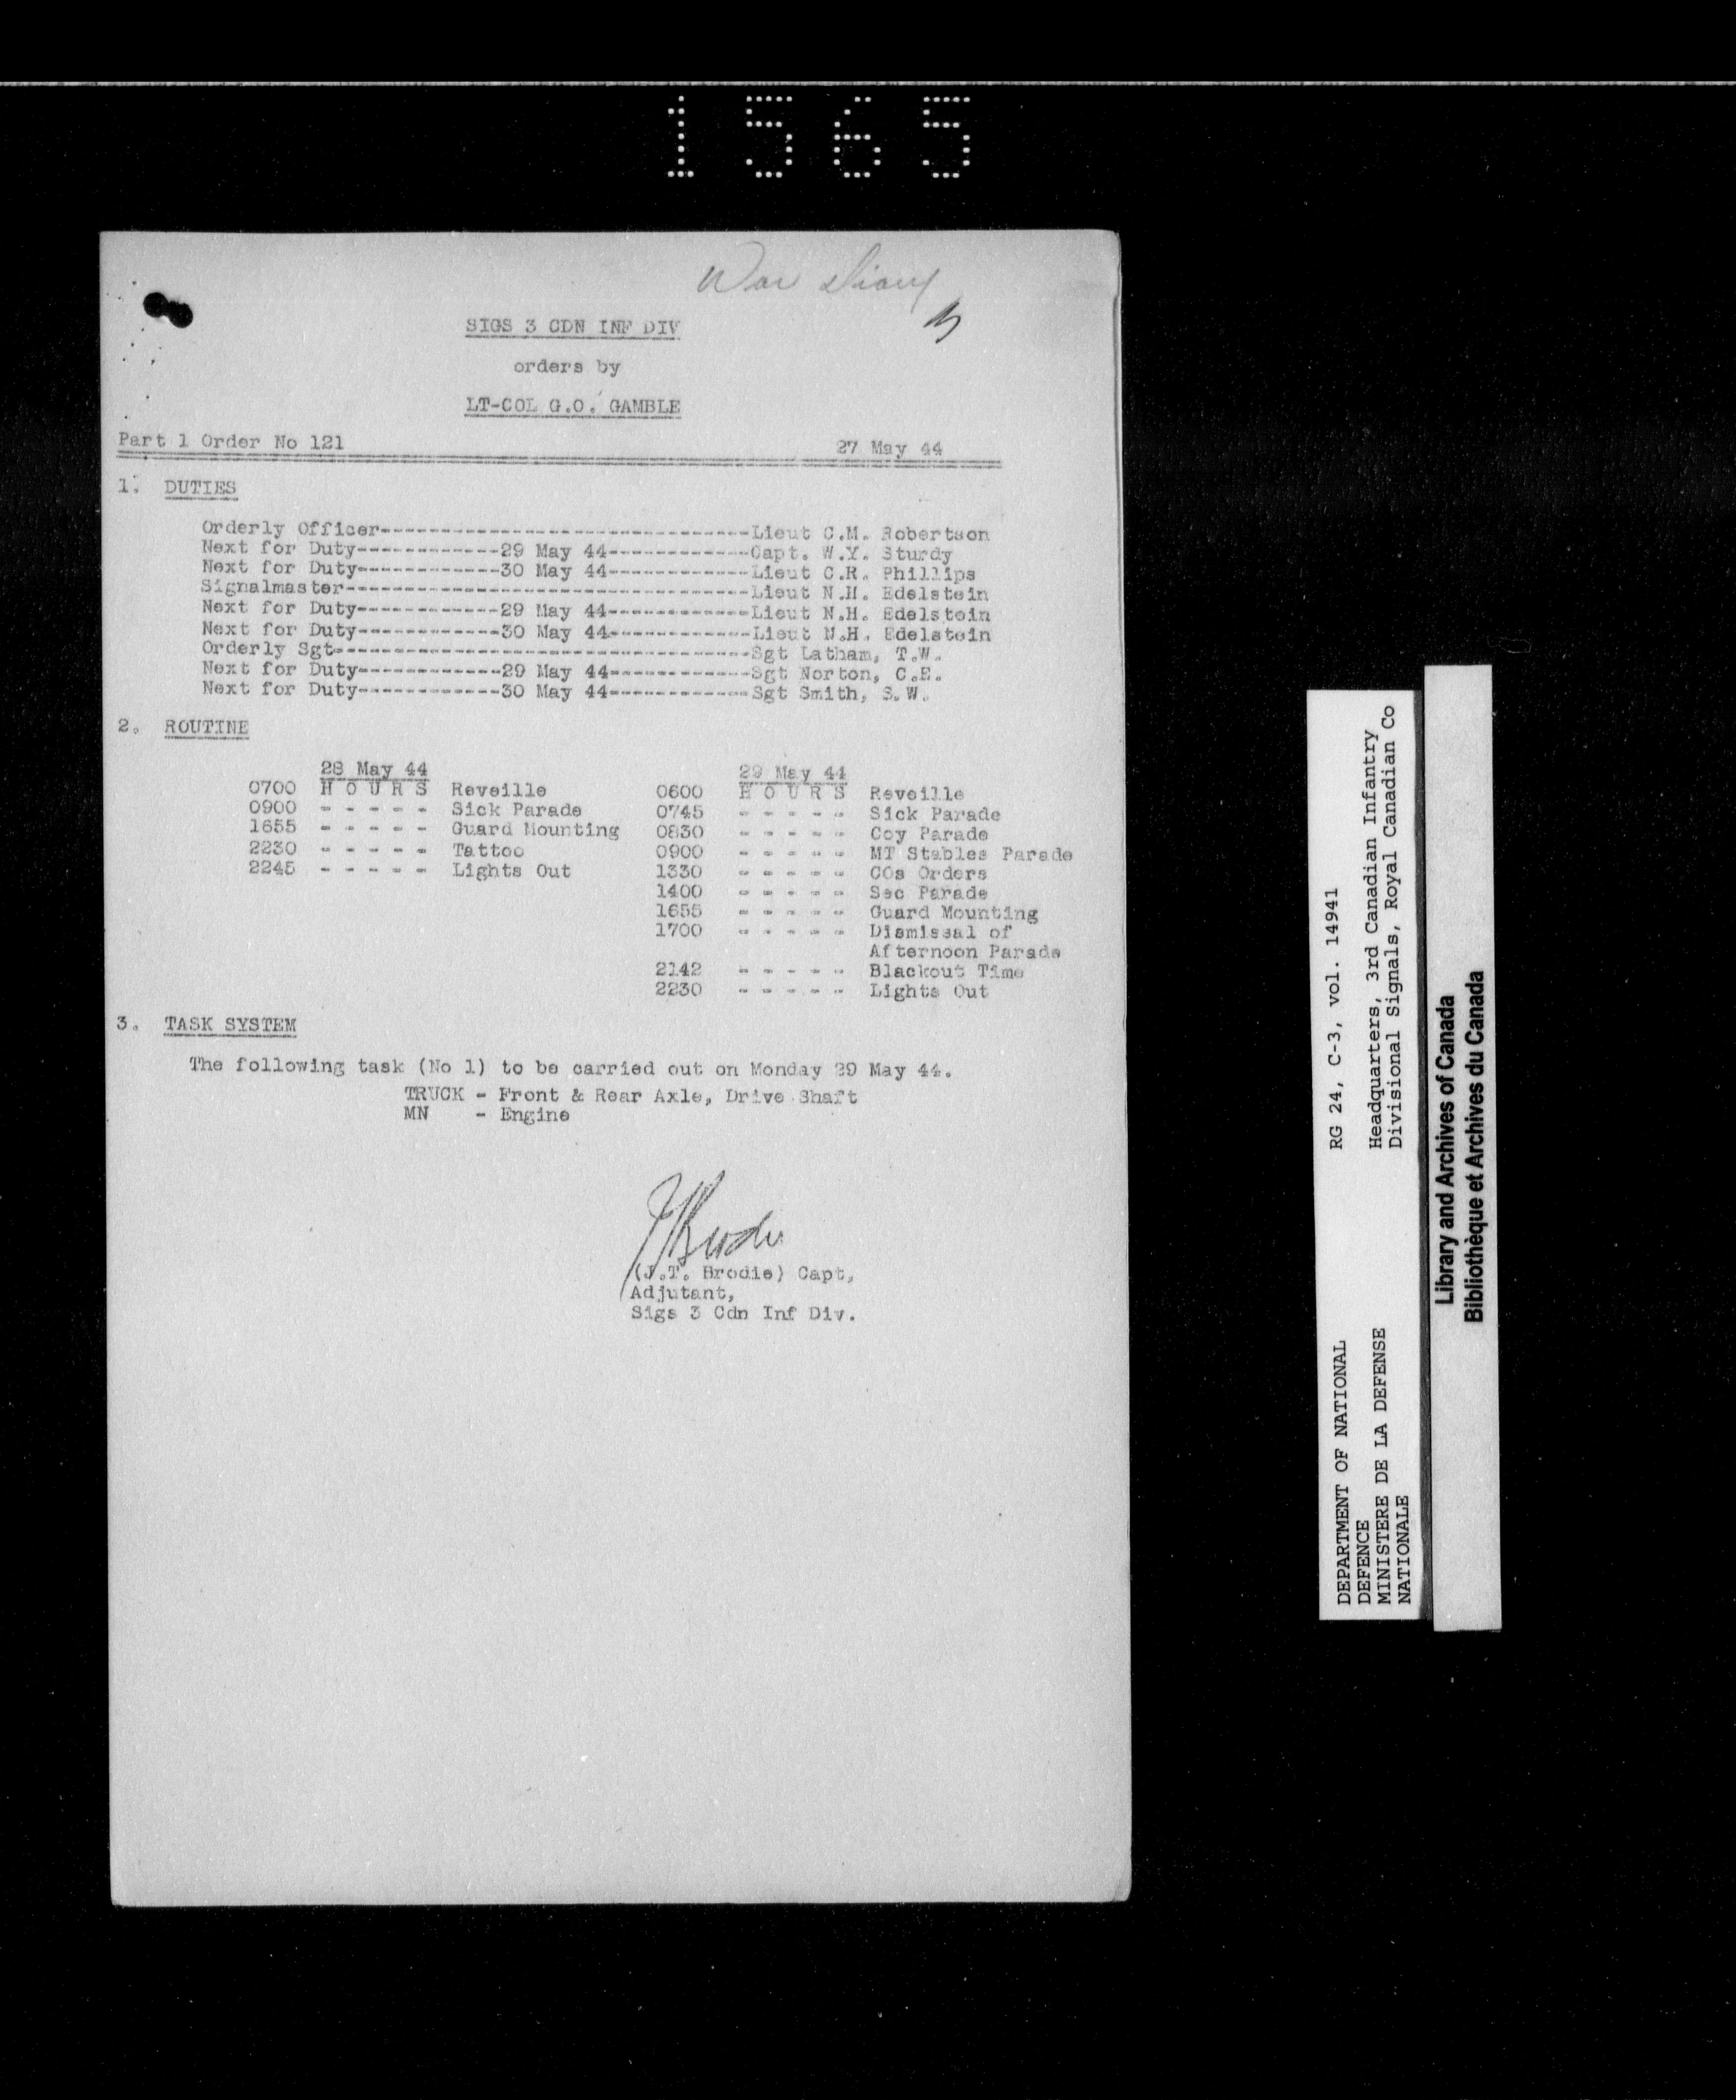 1565
War Diary
SIGS 3 CDN INF DIV
orders by
LT-COL G.O. GAMBLE
Part 1 Order No 121 27 May 44
1. DUTIES
Orderly Officer-------------------------------Lieut C.M. Robertson
Next for Duty------------29 May 44------------Capt. W.Y. Sturdy
Next for Duty------------30 May 44------------Lieut C.R. Phillips
Signalmaster----------------------------------Lieut N.H. Edelstein
Next for Duty------------29 May 44------------Lieut N.H. Edelstein
Next for Duty------------30 May 44------------Lieut N.H. Edelstein
Orderly Sgt-----------------------------------Sgt Latham, T.W.
Next for Duty------------29 May 44------------Sgt Norton, C.E.
Next for Duty------------30 May 44------------Sgt Smith, S.W.
2. ROUTINE
28 May 44 29 May 44
0700 H O U R S Reveille 0600 H O U R S Reveille
0900 - - - - - Sick Parade 0745 - - - - - Sick Parade
1655 - - - - - Guard Mounting 0830 - - - - - Coy Parade
2230 - - - - - Tattoo 0900 - - - - - MT Stables Parade
2245 - - - - - Lights Out 1330 - - - - - COs Orders
1400 - - - - - Sec Parade
1655 - - - - - Guard Mounting
1700 - - - - - Dismissal of
Afternoon Parade
2142 - - - - - Blackout Time
2230 - - - - - Lights Out
3. TASK SYSTEM
The following task (No 1) to be carried out on Monday 29 May 44.
TRUCK - Front & Rear Axle, Drive Shaft
MN - Engine
(J.T. Brodie) Capt,
Adjutant,
Sigs 3 Cdn Inf Div.
DEPARTMENT OF NATIONAL
DEFENCE
MINISTERE DE LA DEFENSE
NATIONALE
RG 24, C-3, vol. 14941
Headquarters, 3rd Canadian Infantry
Divisional Signals, Royal Canadian Co
Library and Archives of Canada
Bibliothèque et Archives du Canada